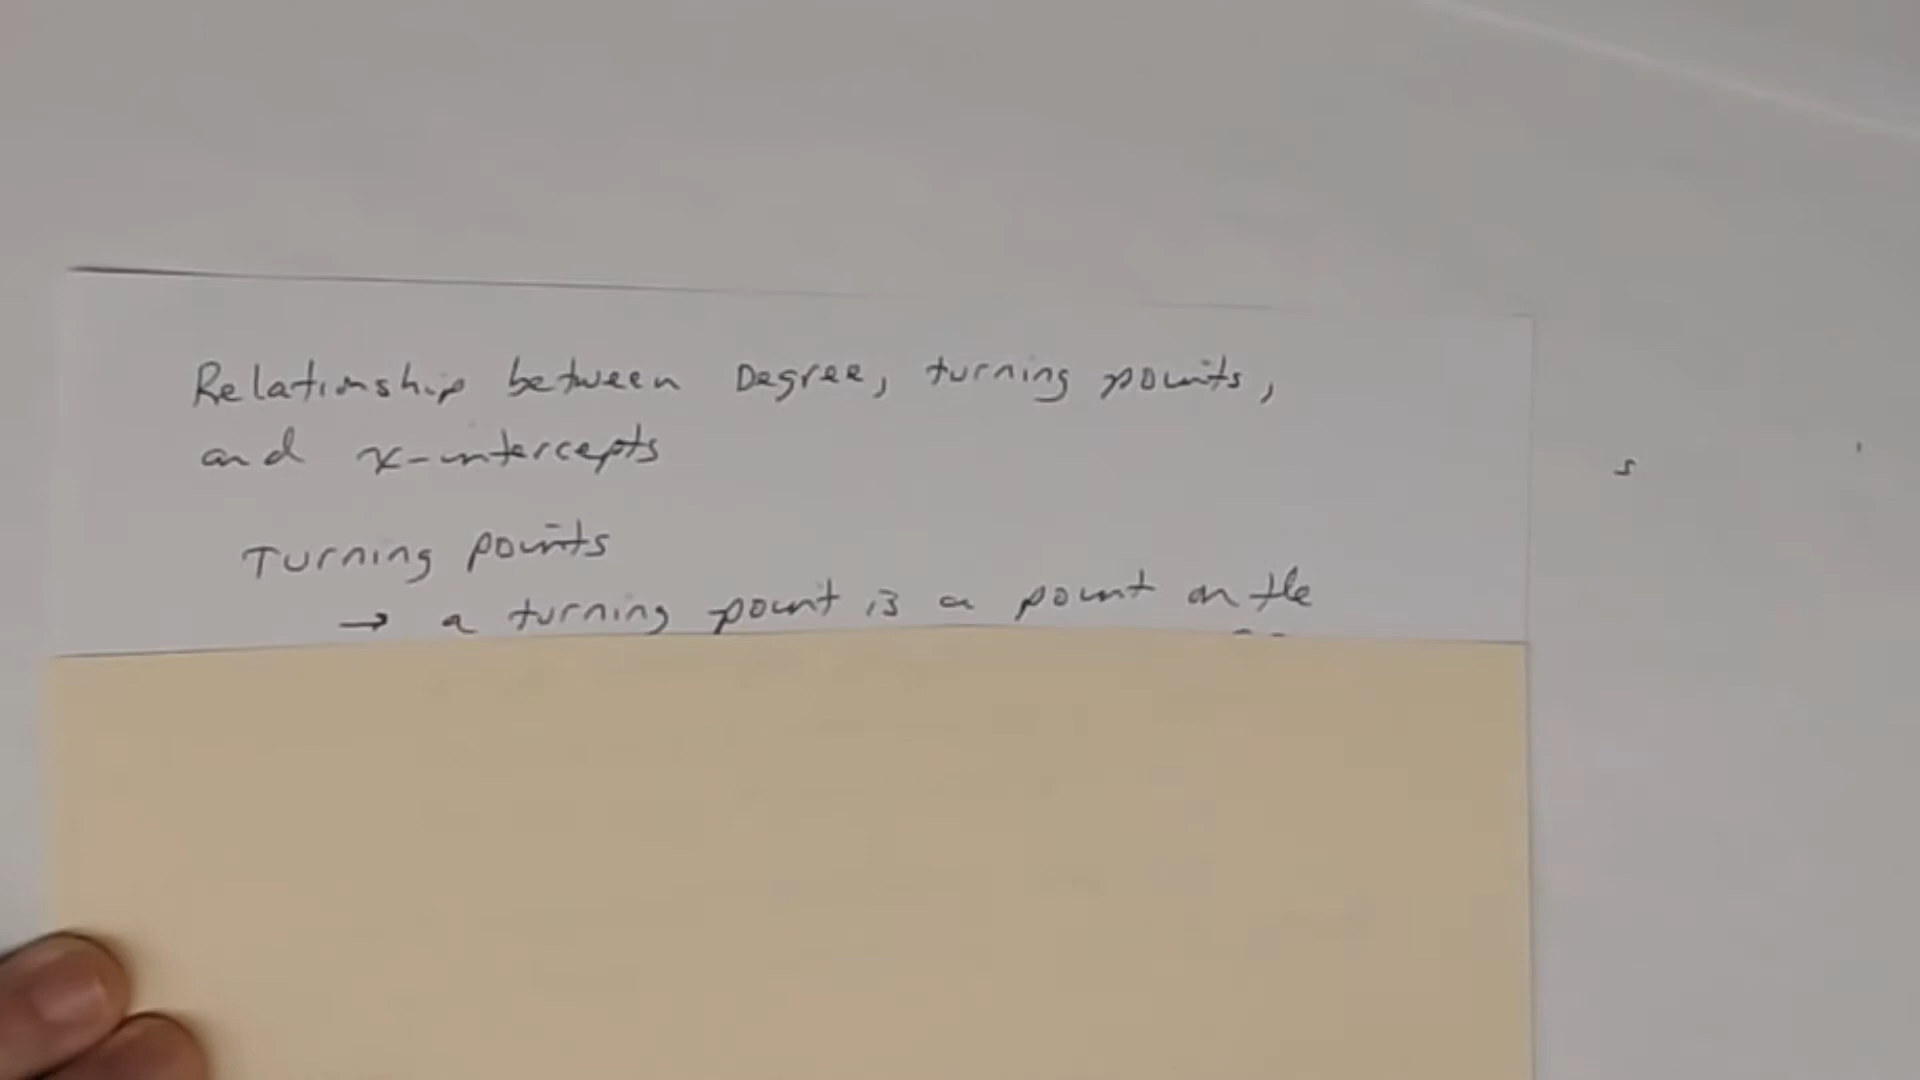 Relationship between Degree, turning points,
and x-intercepts
Turning points
→ a turning point is a point on the
s